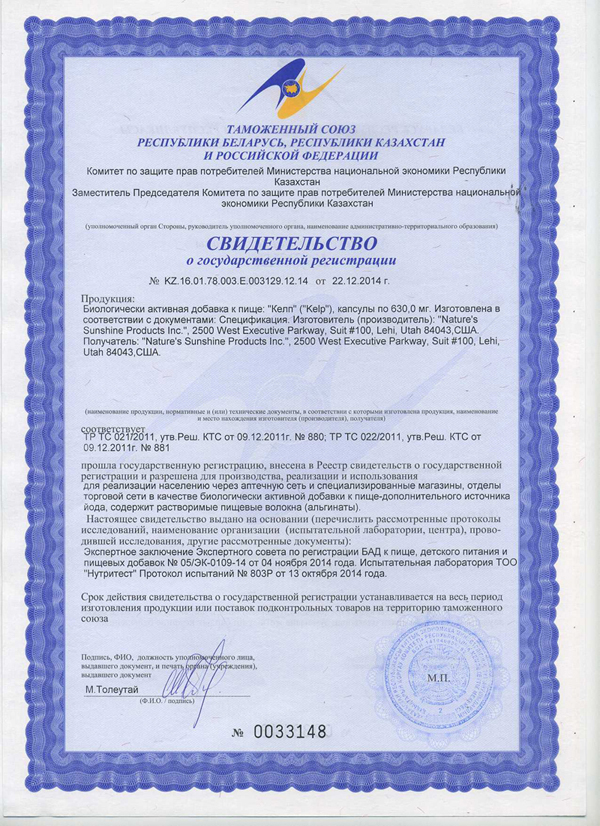 ТАМОЖЕННЫЙ СОЮЗ
РЕСПУБЛИКИ БЕЛАРУСЬ, РЕСПУБЛИКИ КАЗАХСТАН
И РОССИЙСКОЙ ФЕДЕРАЦИИ
Комитет по защите прав потребителей Министерства национальной экономики Республики
Казахстан
Заместитель Председателя Комитета по защите прав потребителей Министерства национальной
экономики Республики Казахстан
(уполномоченный орган Стороны, руководитель уполномоченного органа, наименование административно-территориального образования)
СВИДЕТЕЛЬСТВО
о государственной регистрации
№ KZ.16.01.78.003.E.003129.12.14 от 22.12.2014 г.
Продукция:
Биологически активная добавка к пище: "Келп" ("Kelp"), капсулы по 630,0 мг. Изготовлена в
соответствии с документами: Спецификация. Изготовитель (производитель): "Nature's
Sunshine Products Inc.", 2500 West Executive Parkway, Suit #100, Lehi, Utah 84043,США.
Получатель: "Nature's Sunshine Products Inc.", 2500 West Executive Parkway, Suit #100, Lehi,
Utah 84043,США.
(наименование продукции, нормативные и (или) технические документы, в соответствии с которыми изготовлена продукция, наименование
и место нахождения изготовителя (производителя), получателя)
соответствует
ТР ТС 021/2011, утв.Реш. КТС от 09.12.2011г. № 880; ТР ТС 022/2011, утв.Реш. КТС от
09.12.2011г. № 881
прошла государственную регистрацию, внесена в Реестр свидетельств о государственной
регистрации и разрешена для производства, реализации и использования
для реализации населению через аптечную сеть и специализированные магазины, отделы
торговой сети в качестве биологически активной добавки к пище-дополнительного источника
йода, содержит растворимые пищевые волокна (альгинаты).
Настоящее свидетельство выдано на основании (перечислить рассмотренные протоколы
исследований, наименование организации (испытательной лаборатории, центра), прово-
дившей исследования, другие рассмотренные документы):
Экспертное заключение Экспертного совета по регистрации БАД к пище, детского питания и
пищевых добавок № 05/ЭК-0109-14 от 04 ноября 2014 года. Испытательная лаборатория ТОО
"Нутритест" Протокол испытаний № 803Р от 13 октября 2014 года.
Срок действия свидетельства о государственной регистрации устанавливается на весь период
изготовления продукции или поставок подконтрольных товаров на территорию таможенного
союза
Подпись, ФИО, должность уполномоченного лица,
выдавшего документ, и печать органа (учреждения),
выдавшего документ
М.Толеутай
(Ф.И.О. / подпись)
М.П.
№ 0033148